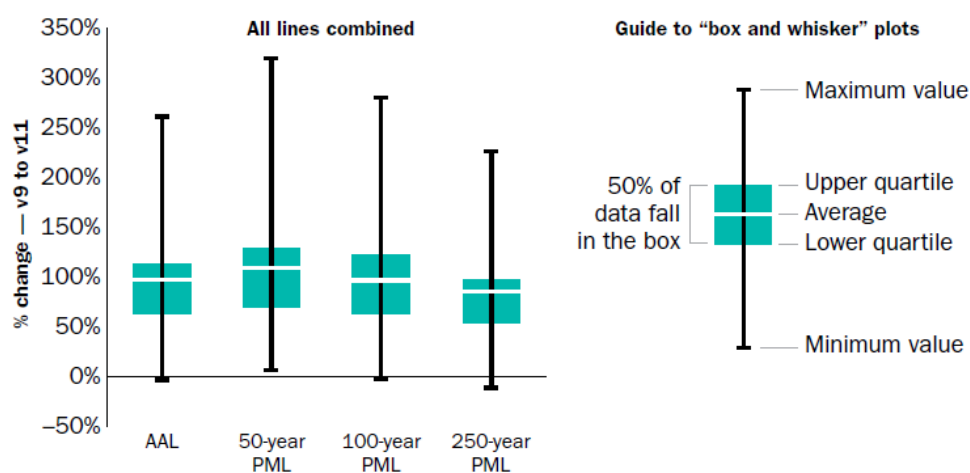 All lines combined
% change — v9 to v11
350%
300%
250%
200%
150%
100%
50%
0%
–50%
AAL
50-year
PML
100-year
PML
250-year
PML
Guide to “box and whisker” plots
Maximum value
50% of
data fall
in the box
Upper quartile
Average
Lower quartile
Minimum value